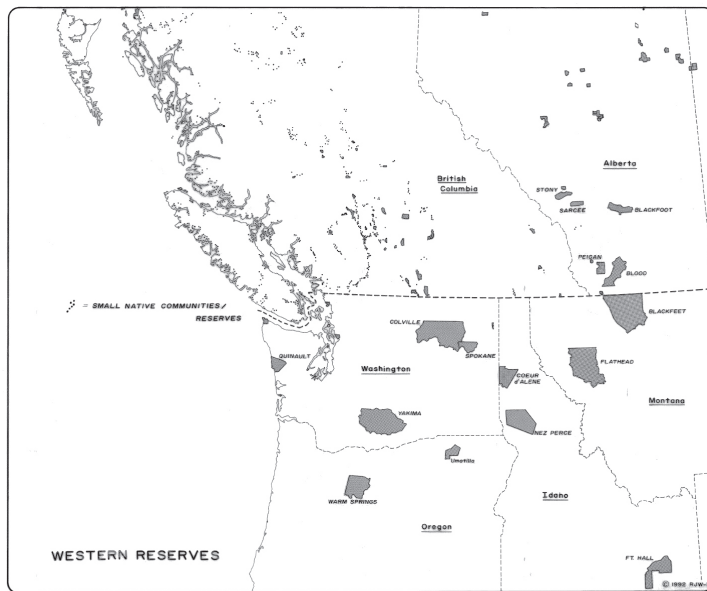 British
Columbia
Alberta
STONY
SARCEE
BLACKFOOT
PEIGAN
BLOOD
= SMALL NATIVE COMMUNITIES/
RESERVES
BLACKFEET
COLVILLE
SPOKANE
QUINAULT
Washington
COEUR
d'ALENE
FLATHEAD
Montana
YAKIMA
NEZ PERCE
Umatilla
WARM SPRINGS
Idaho
Oregon
WESTERN RESERVES
FT. HALL
© 1992 RJW-